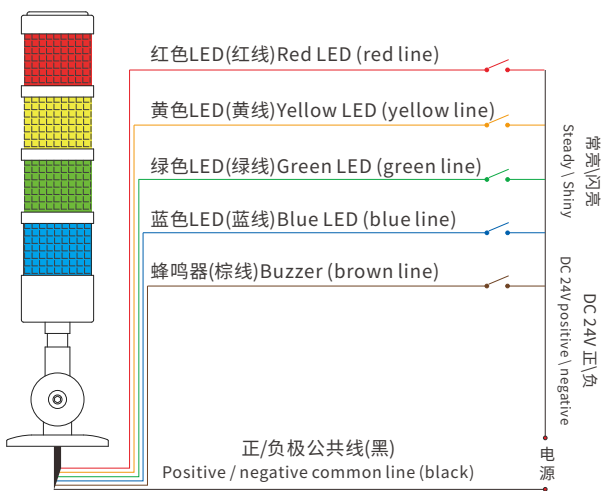 红色LED(红线)Red LED (red line)
黄色LED(黄线)Yellow LED (yellow line)
绿色LED(绿线)Green LED (green line)
蓝色LED(蓝线)Blue LED (blue line)
蜂鸣器(棕线)Buzzer (brown line)
常亮\闪亮
Steady \ Shiny
DC 24V 正\负
DC 24V positive \ negative
正/负极公共线(黑)
Positive / negative common line (black)
电源